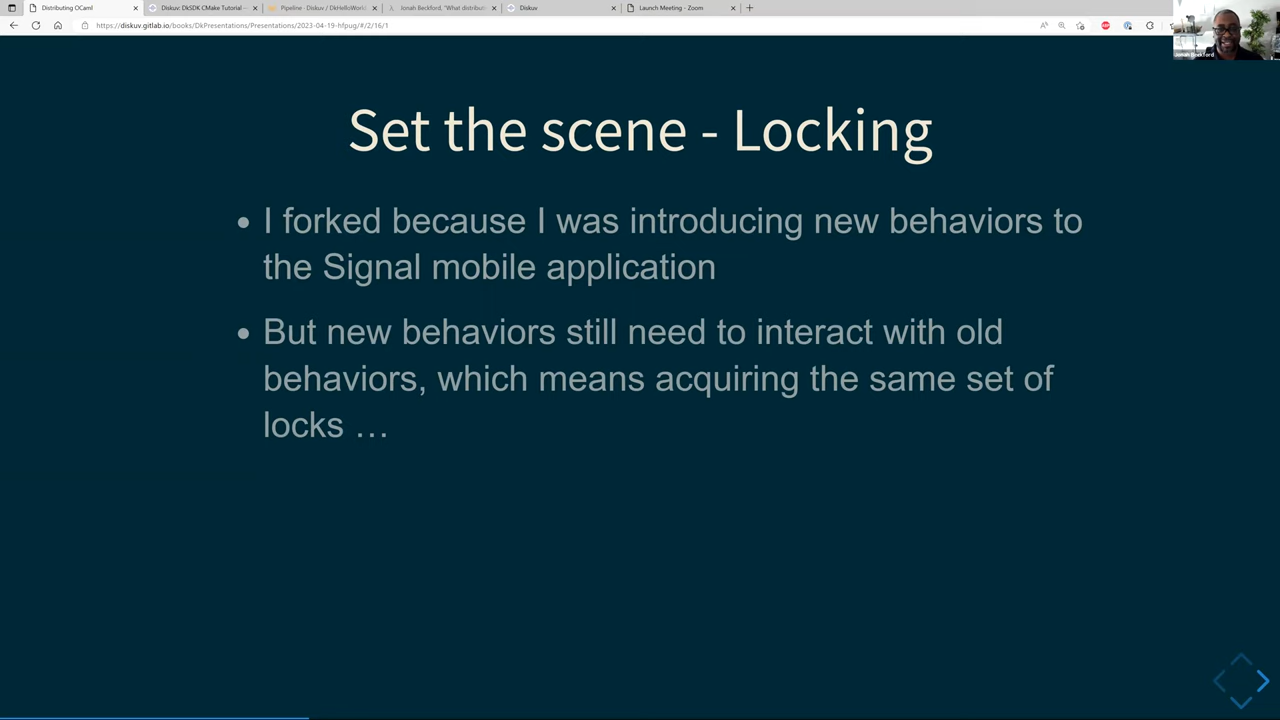 Distributing OCaml
Diskuv: DkSDK CMake Tutorial
Pipeline · Diskuv / DkHelloWorl
Jonah Beckford, "What distribut
Diskuv
Launch Meeting - Zoom
https://diskuv.gitlab.io/books/DkPresentations/Presentations/2023-04-19-hfpug/#/2/16/1
Jonah Beckford
Set the scene - Locking
• I forked because I was introducing new behaviors to
the Signal mobile application
• But new behaviors still need to interact with old
behaviors, which means acquiring the same set of
locks …